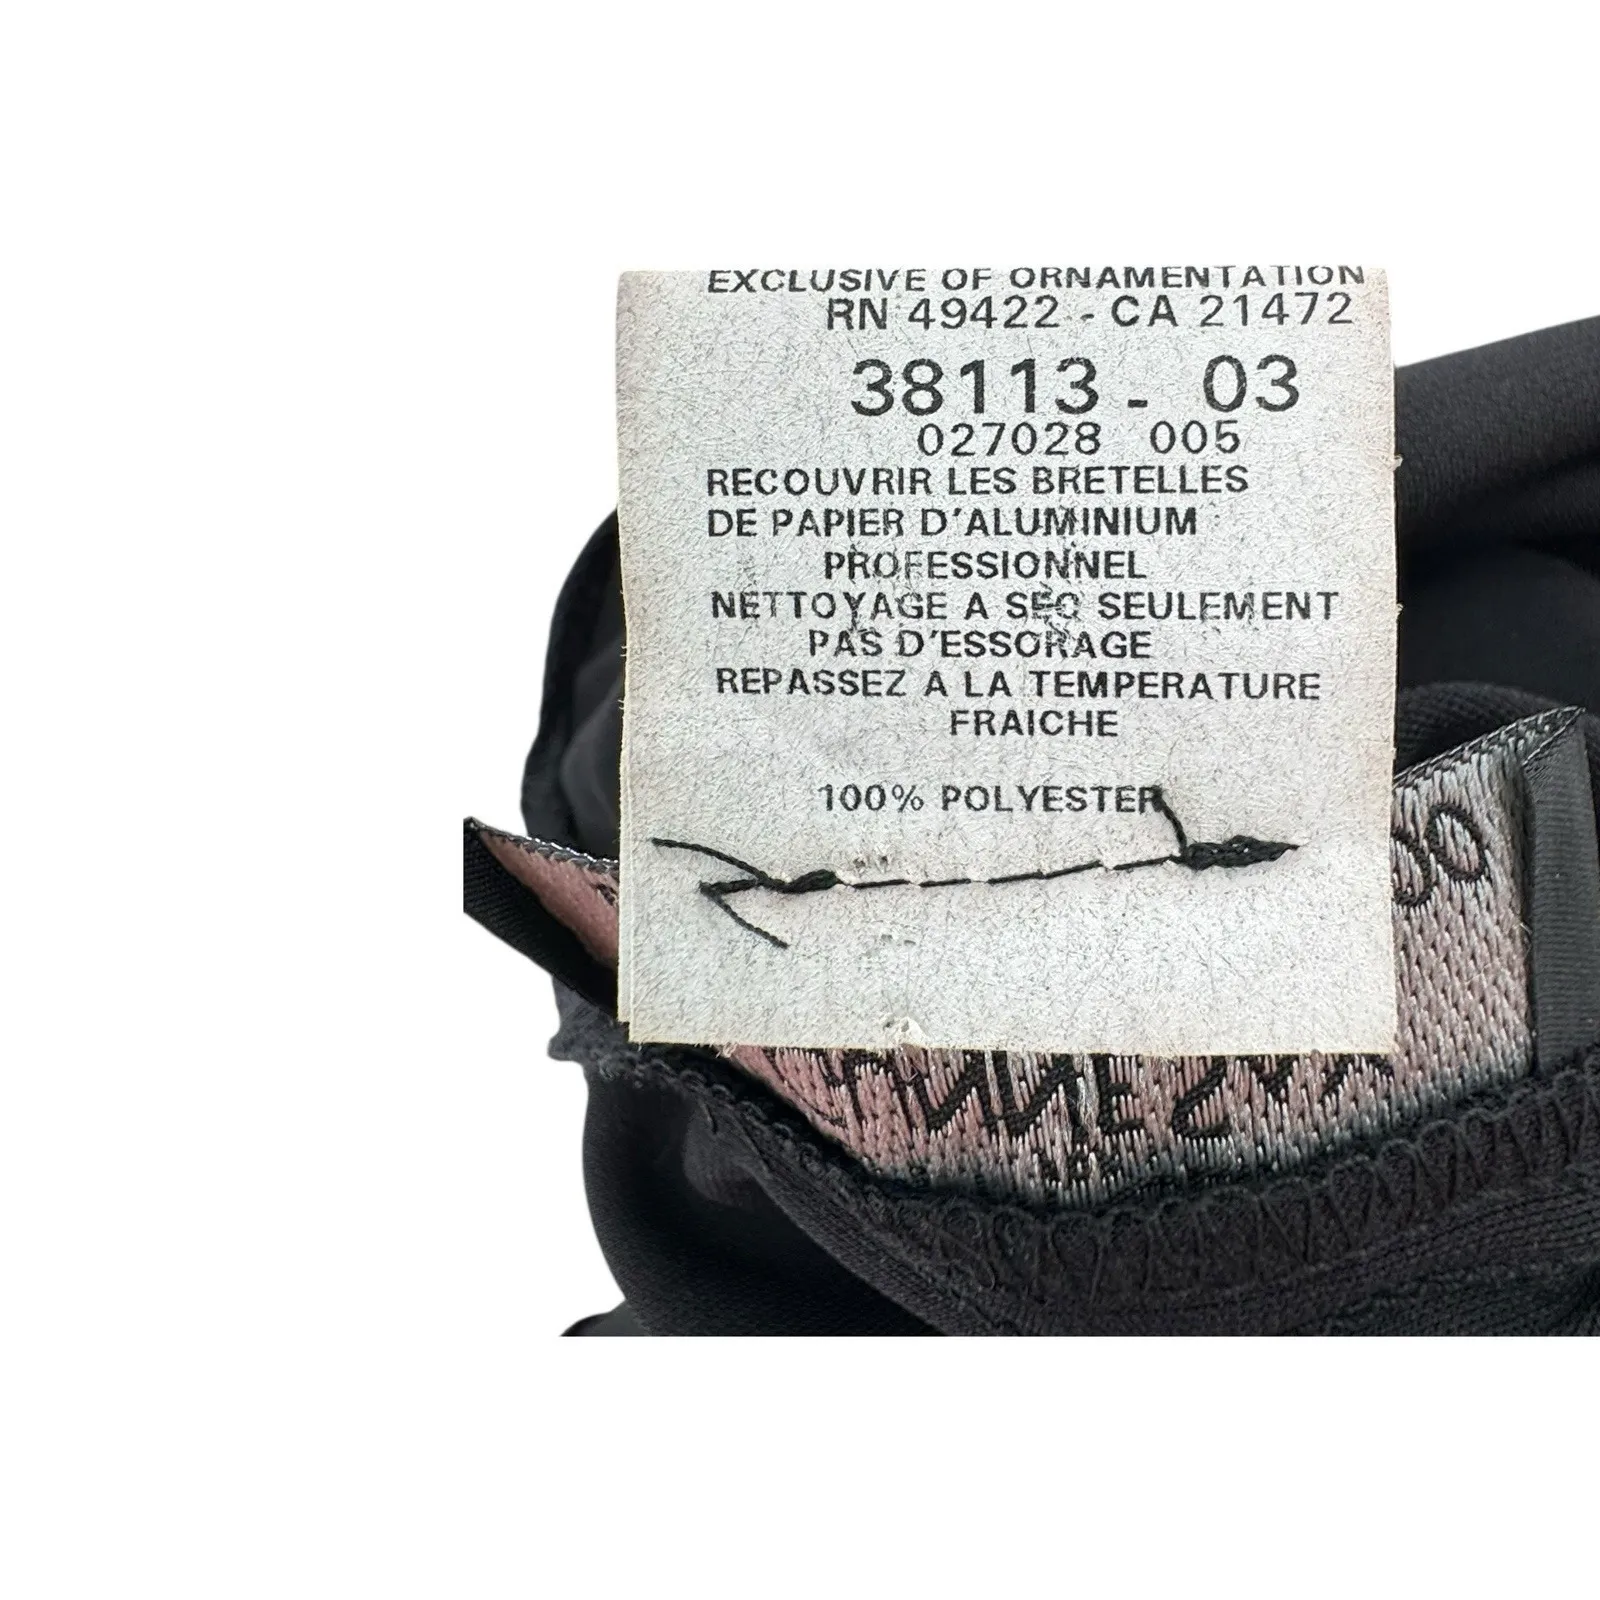 EXCLUSIVE OF ORNAMENTATION
RN 49422 - CA 21472
38113 - 03
027028 005
RECOUVRIR LES BRETELLES
DE PAPIER D'ALUMINIUM
PROFESSIONNEL
NETTOYAGE A SEC SEULEMENT
PAS D'ESSORAGE
REPASSEZ A LA TEMPERATURE
FRAICHE
100% POLYESTER